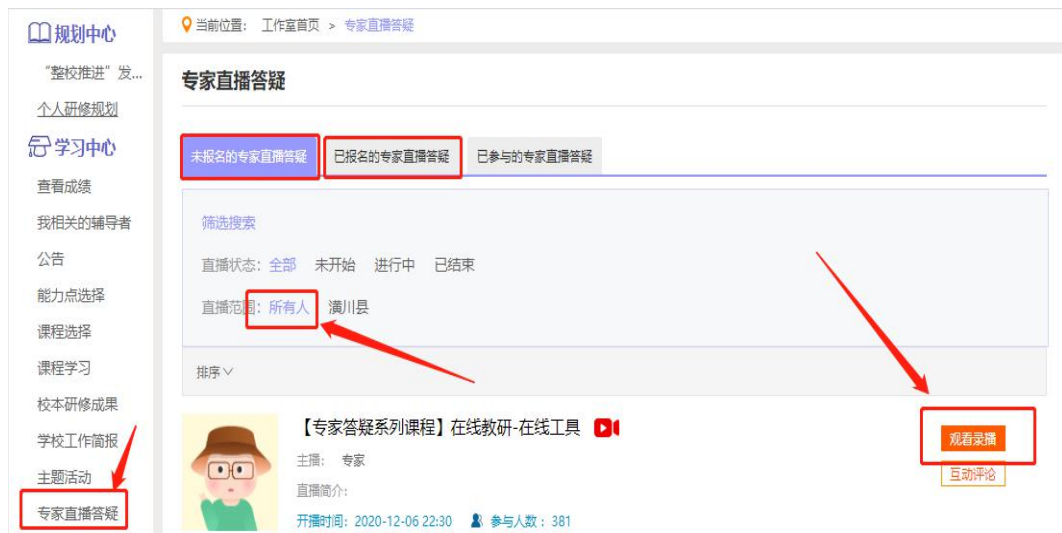 规划中心
“整校推进”发...
个人研修规划
学习中心
查看成绩
我相关的辅导者
公告
能力点选择
课程选择
课程学习
校本研修成果
学校工作简报
主题活动
专家直播答疑
当前位置： 工作室首页 > 专家直播答疑
专家直播答疑
未报名的专家直播答疑 已报名的专家直播答疑 已参与的专家直播答疑
筛选搜索
直播状态：全部 未开始 进行中 已结束
直播范围：所有人 潢川县
排序
【专家答疑系列课程】在线教研-在线工具
观看录播
主播： 专家
互动评论
直播简介：
开播时间：2020-12-06 22:30 参与人数：381